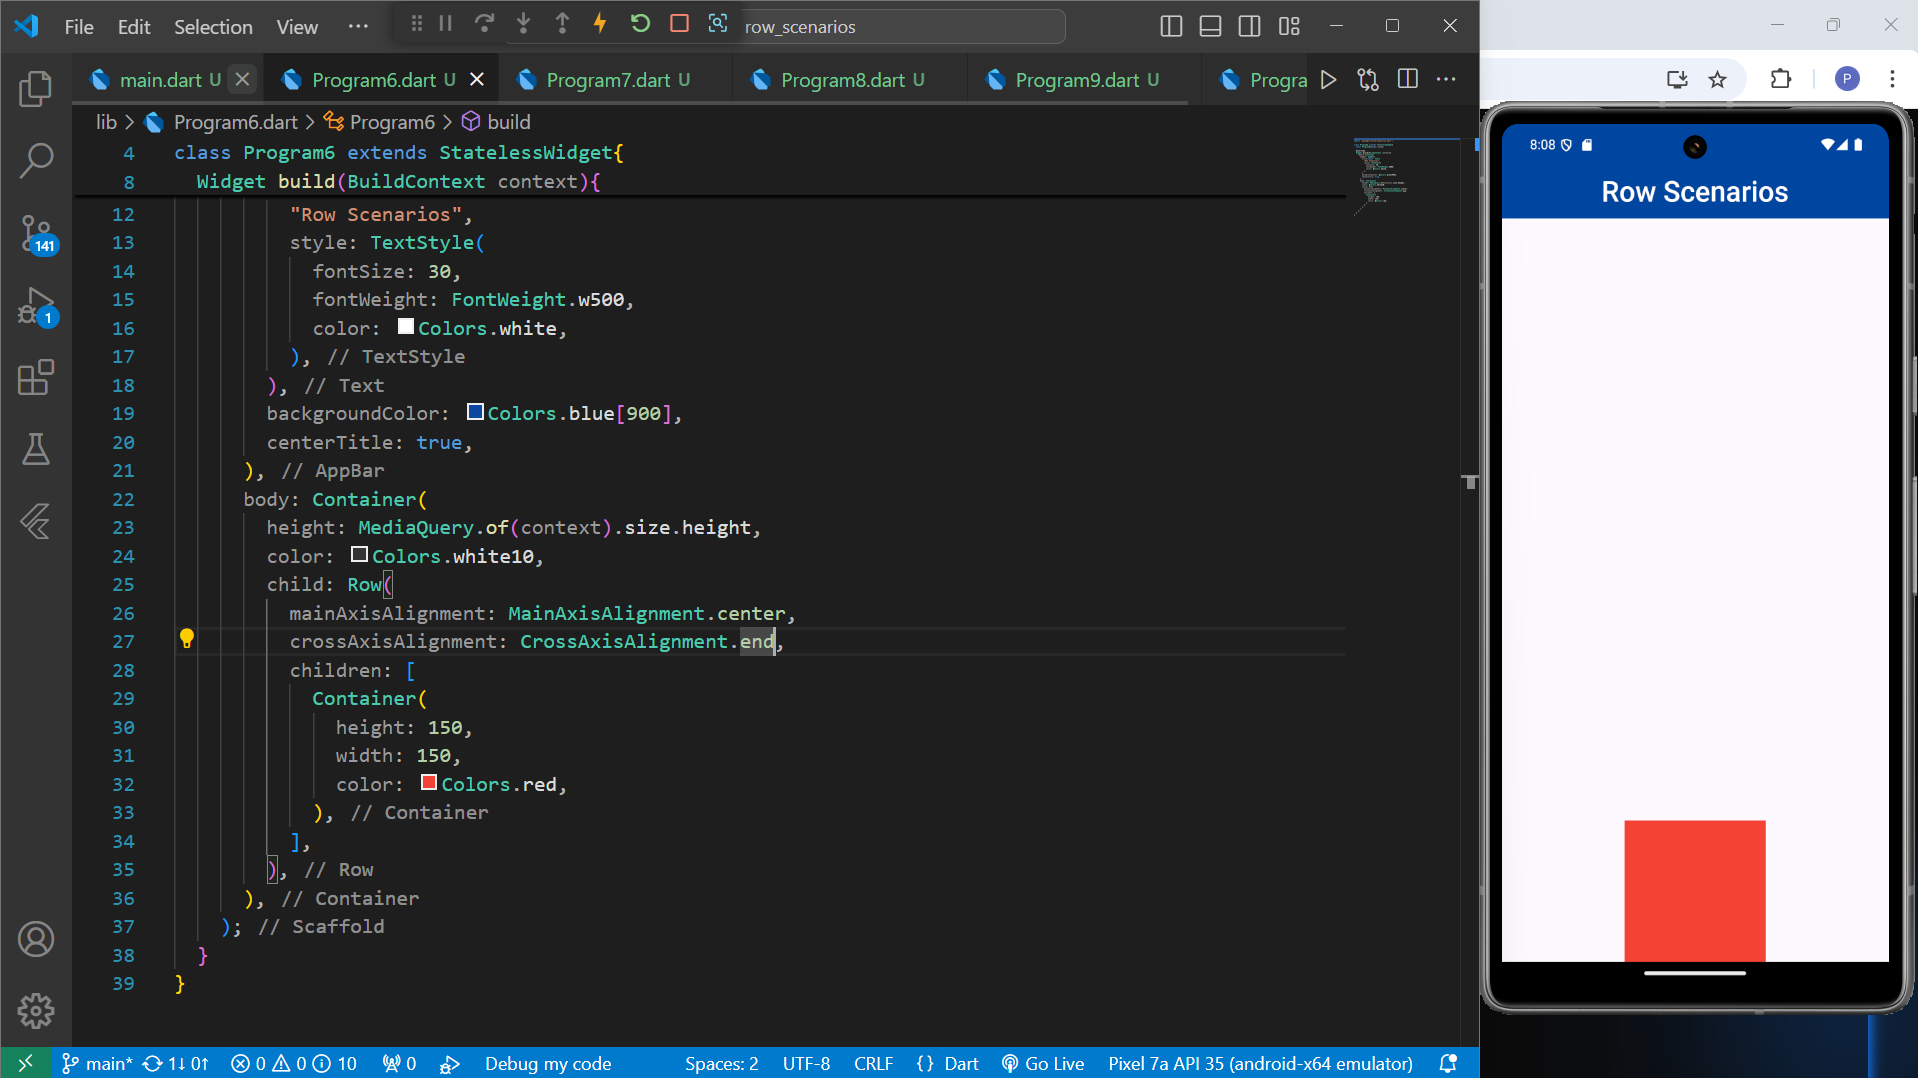 File Edit Selection View ··· row_scenarios
main.dart U Program6.dart U Program7.dart U Program8.dart U Program9.dart U Progra
P
lib > Program6.dart > Program6 > build
4 class Program6 extends StatelessWidget{
8 Widget build(BuildContext context){
12 "Row Scenarios",
13 style: TextStyle(
14 fontSize: 30,
15 fontWeight: FontWeight.w500,
16 color: Colors.white,
17 ), // TextStyle
18 ), // Text
19 backgroundColor: Colors.blue[900],
20 centerTitle: true,
21 ), // AppBar
22 body: Container(
23 height: MediaQuery.of(context).size.height,
24 color: Colors.white10,
25 child: Row(
26 mainAxisAlignment: MainAxisAlignment.center,
27 crossAxisAlignment: CrossAxisAlignment.end,
28 children: [
29 Container(
30 height: 150,
31 width: 150,
32 color: Colors.red,
33 ), // Container
34 ],
35 ), // Row
36 ), // Container
37 ); // Scaffold
38 }
39 }
141
1
main* 1↓ 0↑ 0 0 10 0 Debug my code Spaces: 2 UTF-8 CRLF {} Dart Go Live Pixel 7a API 35 (android-x64 emulator)
8:08
Row Scenarios